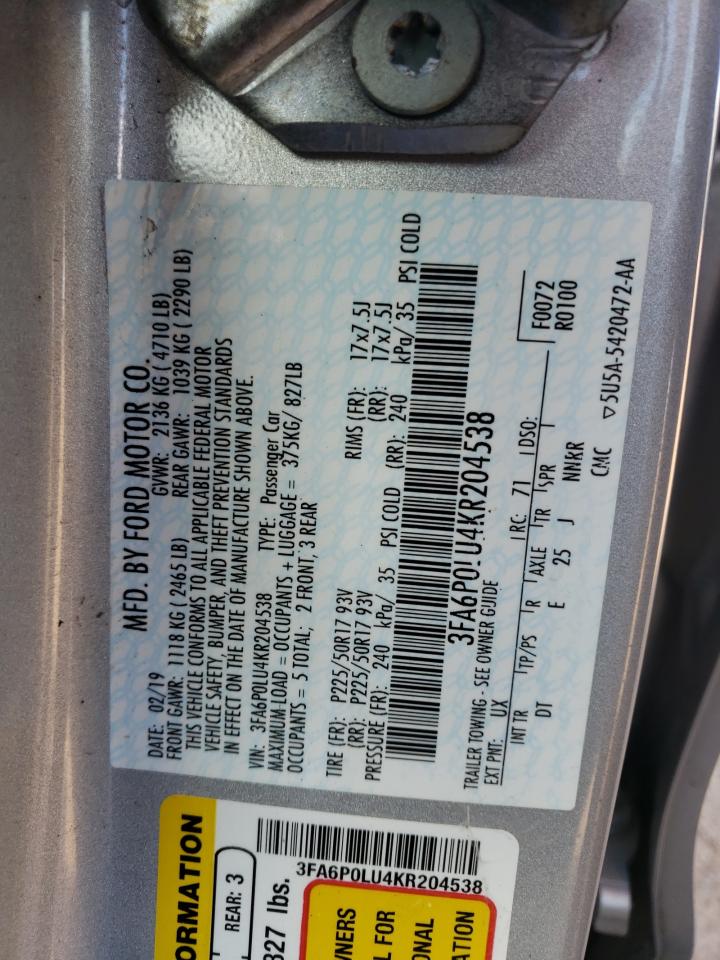 MFD. BY FORD MOTOR CO.
DATE: 02/19 GVWR: 2136 KG ( 4710 LB)
FRONT GAWR: 1118 KG ( 2465 LB) REAR GAWR: 1039 KG ( 2290 LB)
THIS VEHICLE CONFORMS TO ALL APPLICABLE FEDERAL MOTOR
VEHICLE SAFETY, BUMPER, AND THEFT PREVENTION STANDARDS
IN EFFECT ON THE DATE OF MANUFACTURE SHOWN ABOVE.
VIN: 3FA6P0LU4KR204538 TYPE: Passenger Car
MAXIMUM-LOAD = OCCUPANTS + LUGGAGE = 375KG/ 827LB
OCCUPANTS = 5 TOTAL; 2 FRONT, 3 REAR
TIRE (FR): P225/50R17 93V RIMS (FR): 17x7.5J
(RR): P225/50R17 93V (RR): 17x7.5J
PRESSURE (FR): 240 kPa/ 35 PSI COLD (RR): 240 kPa/ 35 PSI COLD
3FA6P0LU4KR204538
TRAILER TOWING - SEE OWNER GUIDE
EXT PNT: UX RC: 71 DSO: F0072
R0100
INT TR TP/PS R AXLE TR SPR
DT E 25 J NNKR
CMC ▽5U5A-5420472-AA
ORMATION
REAR: 3
327 lbs.
3FA6P0LU4KR204538
NERS
L FOR
ONAL
ATION